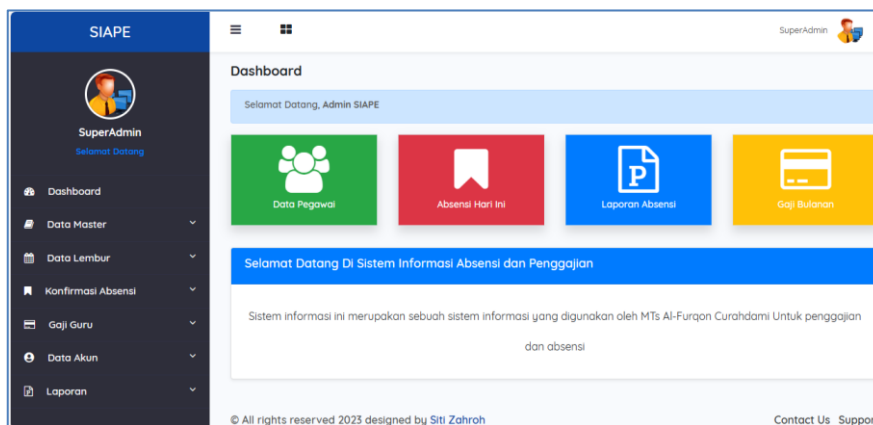 SIAPE
SuperAdmin
SuperAdmin
Selamat Datang
Dashboard
Data Master
Data Lembur
Konfirmasi Absensi
Gaji Guru
Data Akun
Laporan
Dashboard
Selamat Datang, Admin SIAPE
Data Pegawai
Absensi Hari Ini
P
Laporan Absensi
Gaji Bulanan
Selamat Datang Di Sistem Informasi Absensi dan Penggajian
Sistem informasi ini merupakan sebuah sistem informasi yang digunakan oleh MTs Al-Furqon Curahdami Untuk penggajian
dan absensi
© All rights reserved 2023 designed by Siti Zahroh
Contact Us Suppor